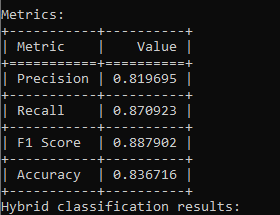 Metrics:
+-----------+----------+
| Metric    |    Value |
+===========+==========+
| Precision | 0.819695 |
+-----------+----------+
| Recall    | 0.870923 |
+-----------+----------+
| F1 Score  | 0.887902 |
+-----------+----------+
| Accuracy  | 0.836716 |
+-----------+----------+
Hybrid classification results: